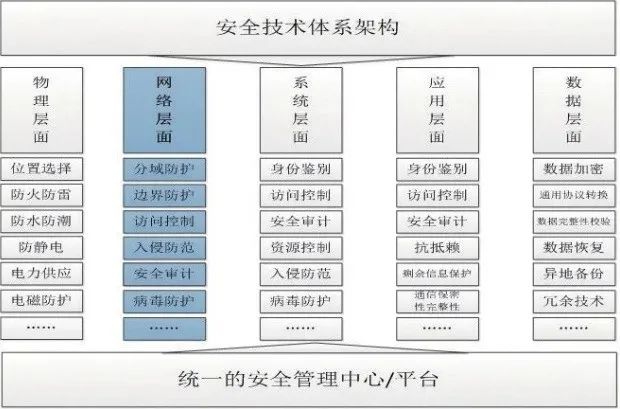 安全技术体系架构
物理层面
位置选择
防火防雷
防水防潮
防静电
电力供应
电磁防护
……
网络层面
分域防护
边界防护
访问控制
入侵防范
安全审计
病毒防护
……
系统层面
身份鉴别
访问控制
安全审计
资源控制
入侵防范
病毒防护
……
应用层面
身份鉴别
访问控制
安全审计
抗抵赖
剩余信息保护
通信保密
性完整性
……
数据层面
数据加密
通用协议转换
数据完整性校验
数据恢复
异地备份
冗余技术
……
统一的安全管理中心/平台